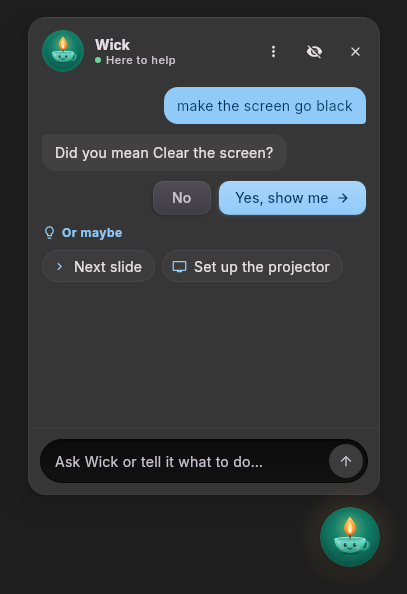 Wick
Here to help
make the screen go black
Did you mean Clear the screen?
No
Yes, show me
Or maybe
Next slide
Set up the projector
Ask Wick or tell it what to do...